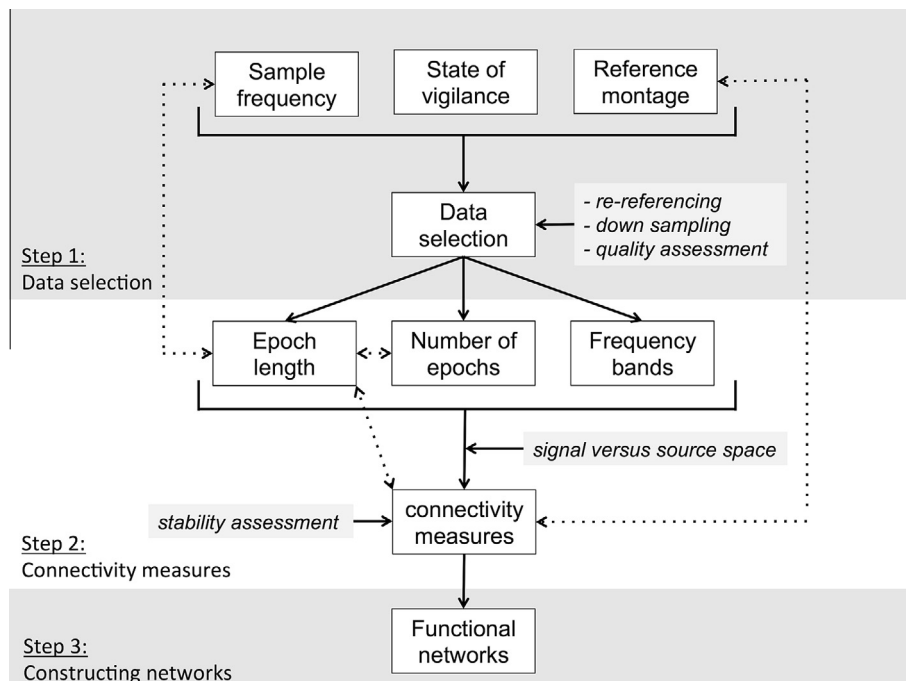 Sample
frequency
State of
vigilance
Reference
montage
Data
selection
- re-referencing
- down sampling
- quality assessment
Step 1:
Data selection
Epoch
length
Number of
epochs
Frequency
bands
signal versus source space
connectivity
measures
stability assessment
Step 2:
Connectivity measures
Functional
networks
Step 3:
Constructing networks